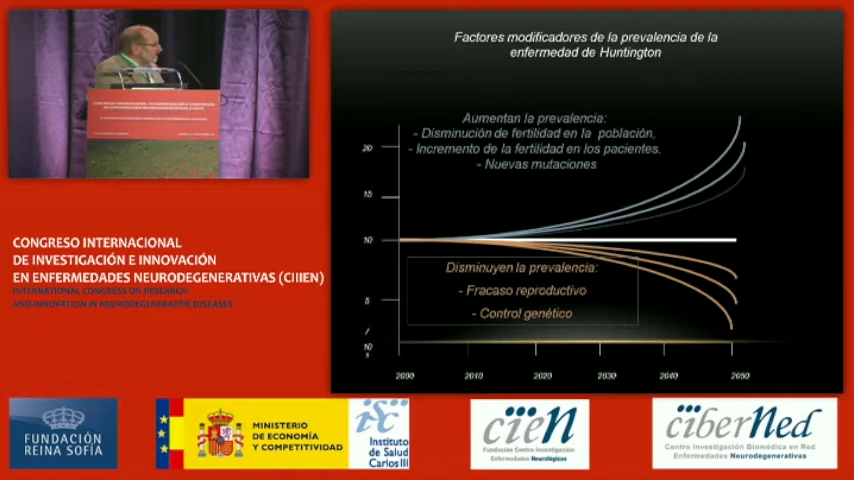 Factores modificadores de la prevalencia de la
enfermedad de Huntington
Aumentan la prevalencia:
- Disminución de fertilidad en la población,
- Incremento de la fertilidad en los pacientes.
- Nuevas mutaciones
20
15
10
5
Disminuyen la prevalencia:
- Fracaso reproductivo
- Control genético
/
10
5
2000
2010
2020
2030
2040
2050
CONGRESO INTERNACIONAL
DE INVESTIGACIÓN E INNOVACIÓN
EN ENFERMEDADES NEURODEGENERATIVAS (CIIIEN)
INTERNATIONAL CONGRESS ON RESEARCH
AND INNOVATION IN NEURODEGENERATIVE DISEASES
FUNDACIÓN
REINA SOFÍA
MINISTERIO
DE ECONOMÍA
Y COMPETITIVIDAD
isc
Instituto
de Salud
Carlos III
cien
Fundación Centro Investigación
Enfermedades Neurológicas
ciberNed
Centro Investigación Biomédica en Red
Enfermedades Neurodegenerativas